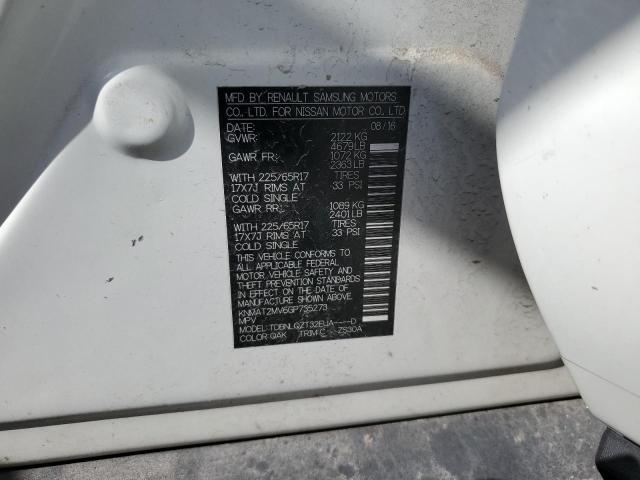 MFD BY RENAULT SAMSUNG MOTORS
CO., LTD. FOR NISSAN MOTOR CO., LTD.
DATE: 08/16
GVWR: 2122 KG
4679 LB
GAWR FR: 1072 KG
2363 LB
WITH 225/65R17 TIRES
17X7J RIMS AT 33 PSI
COLD SINGLE
GAWR RR: 1089 KG
2401 LB
WITH 225/65R17 TIRES
17X7J RIMS AT 33 PSI
COLD SINGLE
THIS VEHICLE CONFORMS TO
ALL APPLICABLE FEDERAL
MOTOR VEHICLE SAFETY AND
THEFT PREVENTION STANDARDS
IN EFFECT ON THE DATE OF
MANUFACTURE SHOWN ABOVE.
KNMAT2MV6GP735273
MPV
MODEL: TDBNLQZT32EUA----D
COLOR: QAK TRIM: C ZS30A